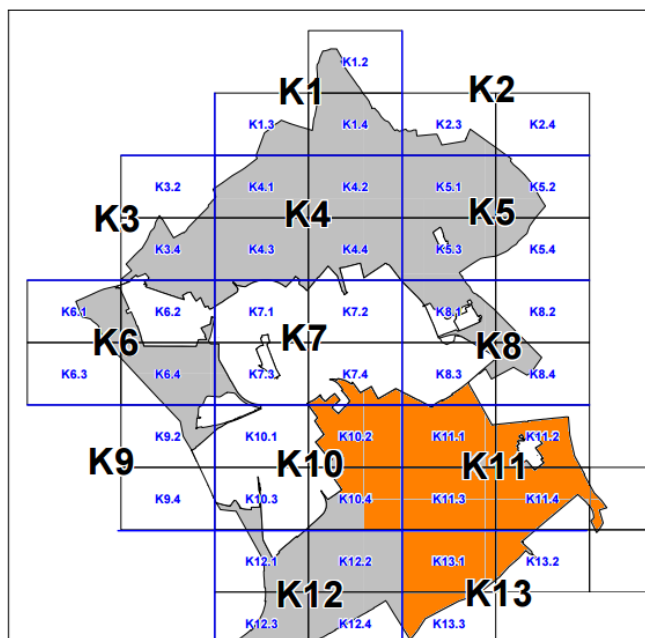 K1.2
K1 K2
K1.3 K1.4 K2.3 K2.4
K3.2 K4.1 K4.2 K5.1 K5.2
K3 K4 K5
K3.4 K4.3 K4.4 K5.3 K5.4
K6.1 K6.2 K7.1 K7.2 K8.1 K8.2
K6 K7 K8
K6.3 K6.4 K7.3 K7.4 K8.3 K8.4
K9.2 K10.1 K10.2 K11.1 K11.2
K9 K10 K11
K9.4 K10.3 K10.4 K11.3 K11.4
K12.1 K12.2 K13.1 K13.2
K12 K13
K12.3 K12.4 K13.3